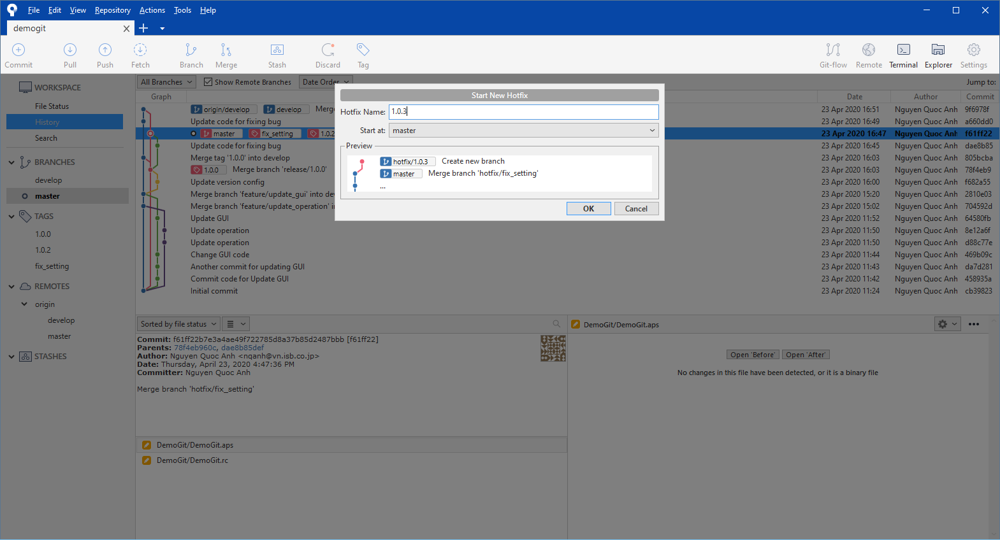 File Edit View Repository Actions Tools Help
demogit
Commit Pull Push Fetch Branch Merge Stash Discard Tag Git-flow Remote Terminal Explorer Settings
WORKSPACE
File Status
History
Search
BRANCHES
develop
master
TAGS
1.0.0
1.0.2
fix_setting
REMOTES
origin
develop
master
STASHES
All Branches Show Remote Branches Date Order Jump to:
Graph Date Author Commit
origin/develop develop Merg 23 Apr 2020 16:51 Nguyen Quoc Anh 9f6978f
Update code for fixing bug 23 Apr 2020 16:49 Nguyen Quoc Anh a660dd0
master fix_setting 1.0.2 23 Apr 2020 16:47 Nguyen Quoc Anh f61ff22
Update code for fixing bug 23 Apr 2020 16:45 Nguyen Quoc Anh dae8b85
Merge tag '1.0.0' into develop 23 Apr 2020 16:03 Nguyen Quoc Anh 805bcba
1.0.0 Merge branch 'release/1.0.0' 23 Apr 2020 16:03 Nguyen Quoc Anh 78f4eb9
Update version config 23 Apr 2020 16:00 Nguyen Quoc Anh f682a55
Merge branch 'feature/update_gui' into dev 23 Apr 2020 15:20 Nguyen Quoc Anh 2810e03
Merge branch 'feature/update_operation' in 23 Apr 2020 15:02 Nguyen Quoc Anh 704592d
Update GUI 23 Apr 2020 11:52 Nguyen Quoc Anh 64580fb
Update operation 23 Apr 2020 11:50 Nguyen Quoc Anh 8e12a6f
Update operation 23 Apr 2020 11:50 Nguyen Quoc Anh d88c77e
Change GUI code 23 Apr 2020 11:44 Nguyen Quoc Anh 469b09c
Another commit for updating GUI 23 Apr 2020 11:43 Nguyen Quoc Anh da7d281
Commit code for Update GUI 23 Apr 2020 11:42 Nguyen Quoc Anh 458935a
Initial commit 23 Apr 2020 11:24 Nguyen Quoc Anh cb39823
Start New Hotfix
Hotfix Name: 1.0.3
Start at: master
Preview
hotfix/1.0.3 Create new branch
master Merge branch 'hotfix/fix_setting'
...
OK Cancel
Sorted by file status
Commit: f61ff22b7e3a4ae49f722785d8a37b85d2487bbb [f61ff22]
Parents: 78f4eb960c, dae8b85def
Author: Nguyen Quoc Anh <nqanh@vn.isb.co.jp>
Date: Thursday, April 23, 2020 4:47:36 PM
Committer: Nguyen Quoc Anh
Merge branch 'hotfix/fix_setting'
DemoGit/DemoGit.aps
DemoGit/DemoGit.rc
DemoGit/DemoGit.aps
Open 'Before' Open 'After'
No changes in this file have been detected, or it is a binary file